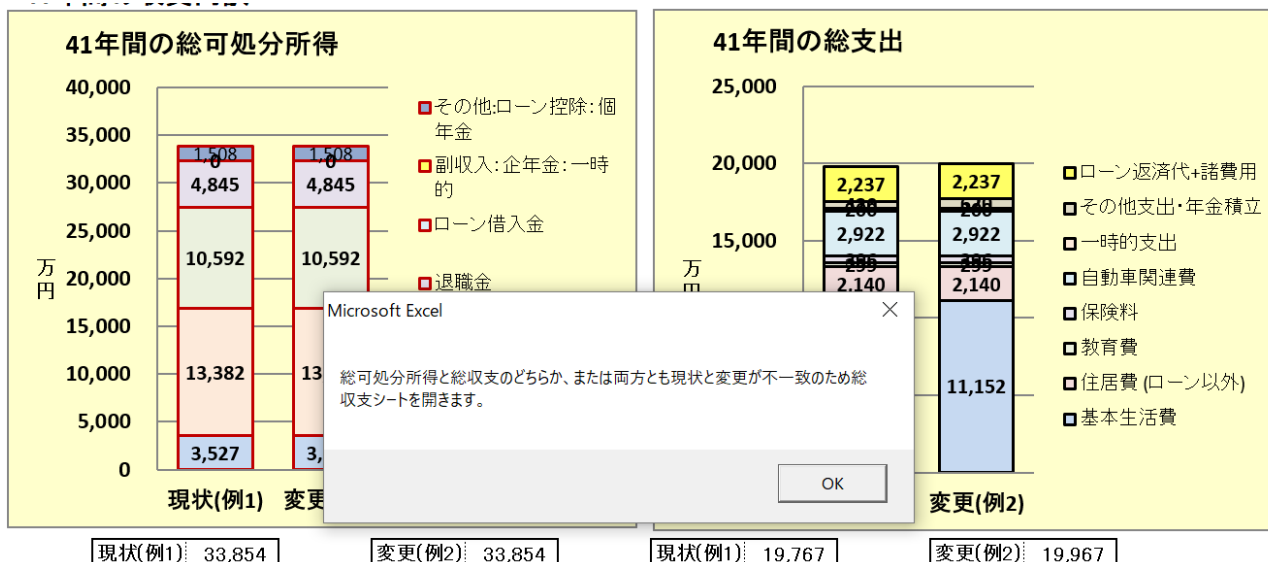 41年間の総可処分所得
40,000
35,000
30,000
25,000
20,000
15,000
10,000
5,000
0
万円
1,508
0
4,845
10,592
13,382
3,527
1,508
0
4,845
10,592
13
3,
現状(例1) 変更
その他:ローン控除:個
年金
副収入:企年金:一時
的
ローン借入金
退職金
41年間の総支出
25,000
20,000
15,000
万
2,237
2,922
2,140
2,237
2,922
2,140
11,152
変更(例2)
ローン返済代+諸費用
その他支出・年金積立
一時的支出
自動車関連費
保険料
教育費
住居費 (ローン以外)
基本生活費
Microsoft Excel
総可処分所得と総収支のどちらか、または両方とも現状と変更が不一致のため総
収支シートを開きます。
OK
現状(例1) 33,854
変更(例2) 33,854
現状(例1) 19,767
変更(例2) 19,967